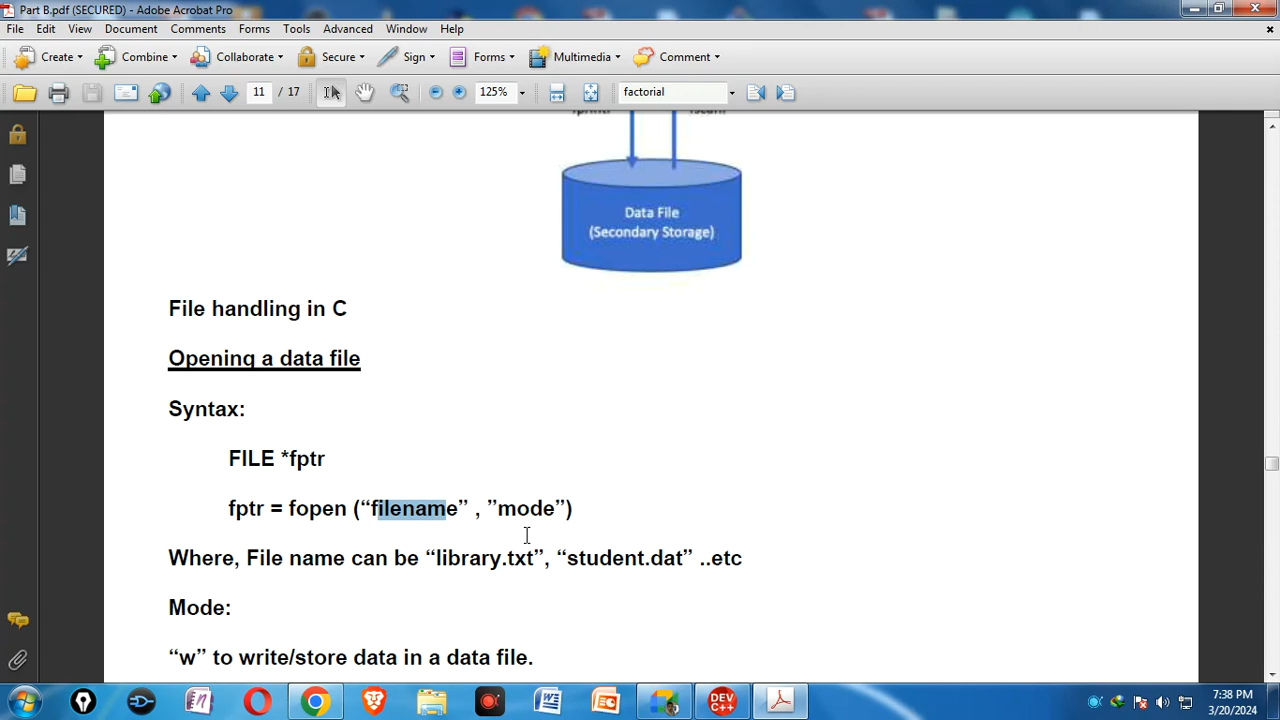 Part B.pdf (SECURED) - Adobe Acrobat Pro
File Edit View Document Comments Forms Tools Advanced Window Help
Create Combine Collaborate Secure Sign Forms Multimedia Comment
11 / 17 125% factorial
Data File
(Secondary Storage)
File handling in C
Opening a data file
Syntax:
FILE *fptr
fptr = fopen (“filename” , ”mode”)
Where, File name can be “library.txt”, “student.dat” ..etc
Mode:
“w” to write/store data in a data file.
DEV
C++
7:38 PM
3/20/2024